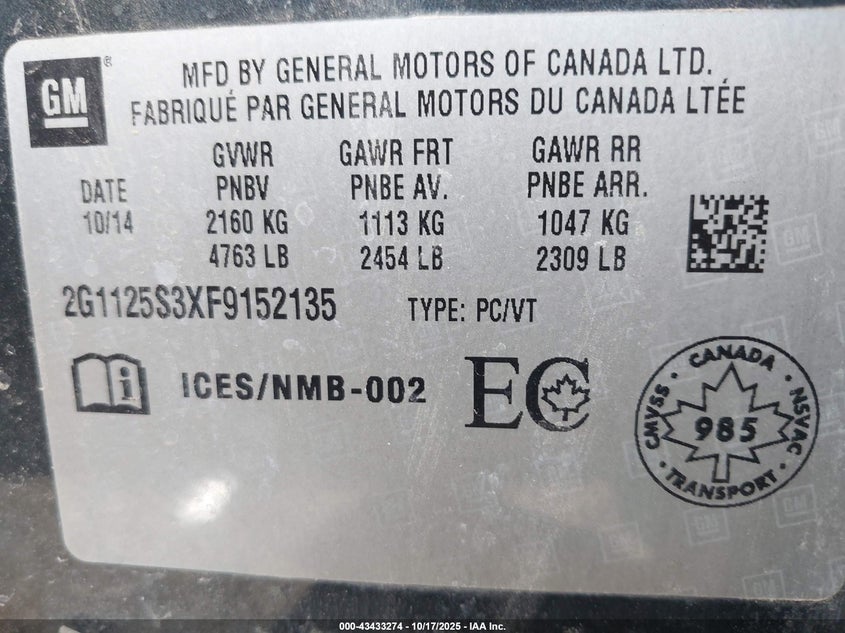 GM®
MFD BY GENERAL MOTORS OF CANADA LTD.
FABRIQUÉ PAR GENERAL MOTORS DU CANADA LTÉE
GVWR GAWR FRT GAWR RR
DATE PNBV PNBE AV. PNBE ARR.
10/14 2160 KG 1113 KG 1047 KG
4763 LB 2454 LB 2309 LB
2G1125S3XF9152135 TYPE: PC/VT
i ICES/NMB-002 EC
CANADA
CMVSS 985 NSVAC
TRANSPORT
000-43433274 | 10/17/2025 - IAA Inc.